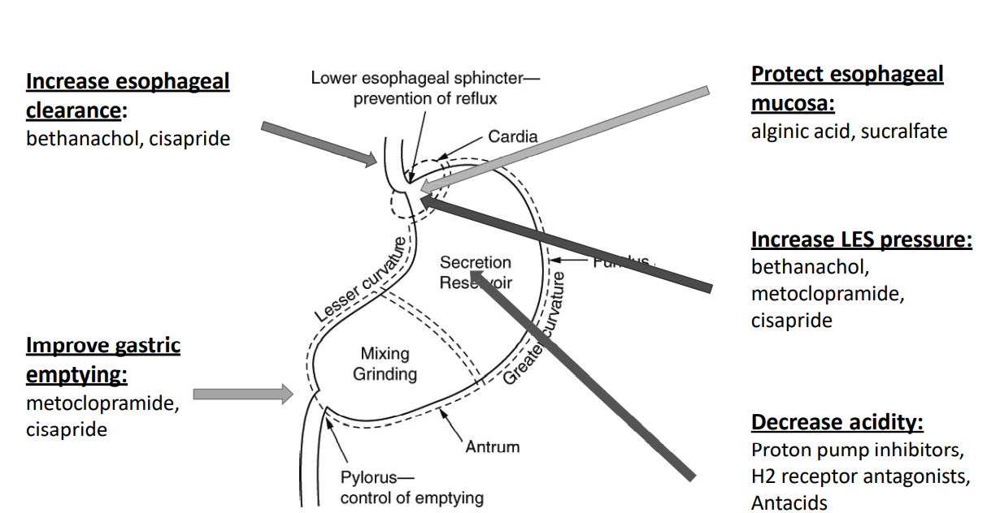 Increase esophageal
clearance:
bethanachol, cisapride
Lower esophageal sphincter—
prevention of reflux
Cardia
Protect esophageal
mucosa:
alginic acid, sucralfate
Increase LES pressure:
bethanachol,
metoclopramide,
cisapride
Fundus
Secretion
Reservoir
Lesser curvature
Greater curvature
Improve gastric
emptying:
metoclopramide,
cisapride
Mixing
Grinding
Antrum
Pylorus—
control of emptying
Decrease acidity:
Proton pump inhibitors,
H2 receptor antagonists,
Antacids